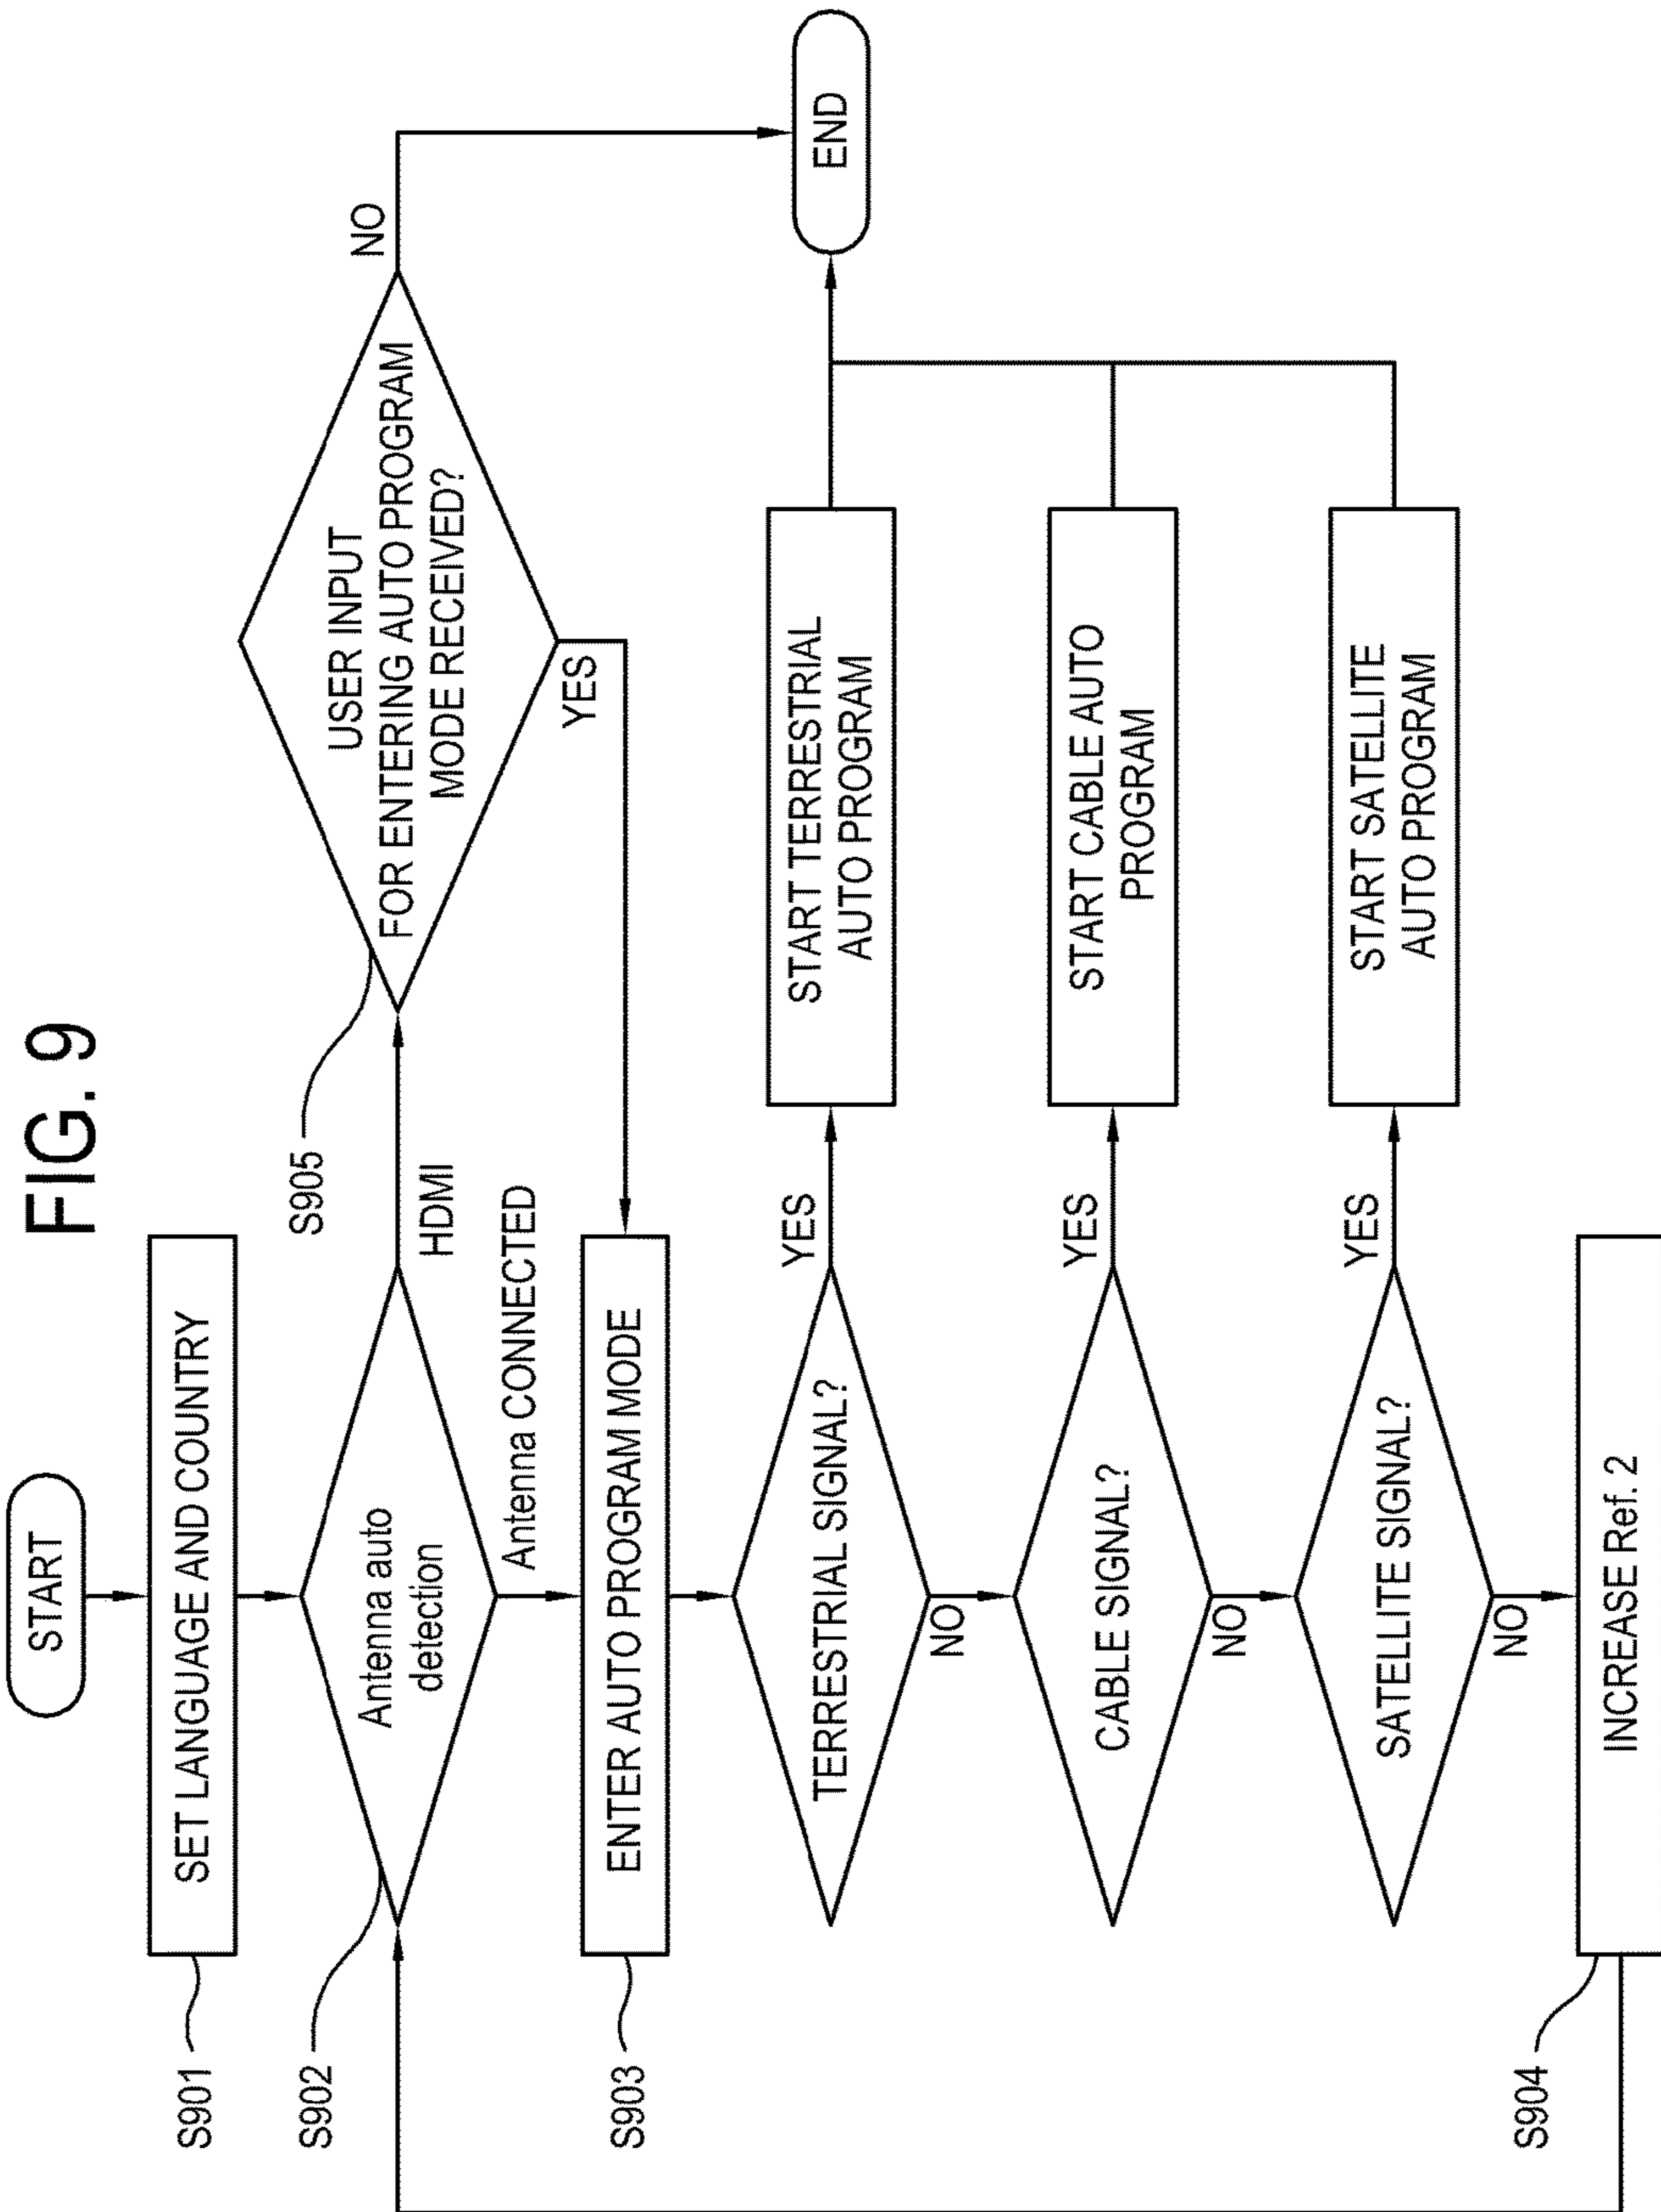 FIG. 9
START
SET LANGUAGE AND COUNTRY
S901
Antenna auto
detection
S902
HDMI
S905
USER INPUT
FOR ENTERING AUTO PROGRAM
MODE RECEIVED?
NO
YES
Antenna CONNECTED
ENTER AUTO PROGRAM MODE
S903
TERRESTRIAL SIGNAL?
YES
START TERRESTRIAL
AUTO PROGRAM
END
NO
CABLE SIGNAL?
YES
START CABLE AUTO
PROGRAM
NO
SATELLITE SIGNAL?
YES
START SATELLITE
AUTO PROGRAM
NO
INCREASE Ref. 2
S904